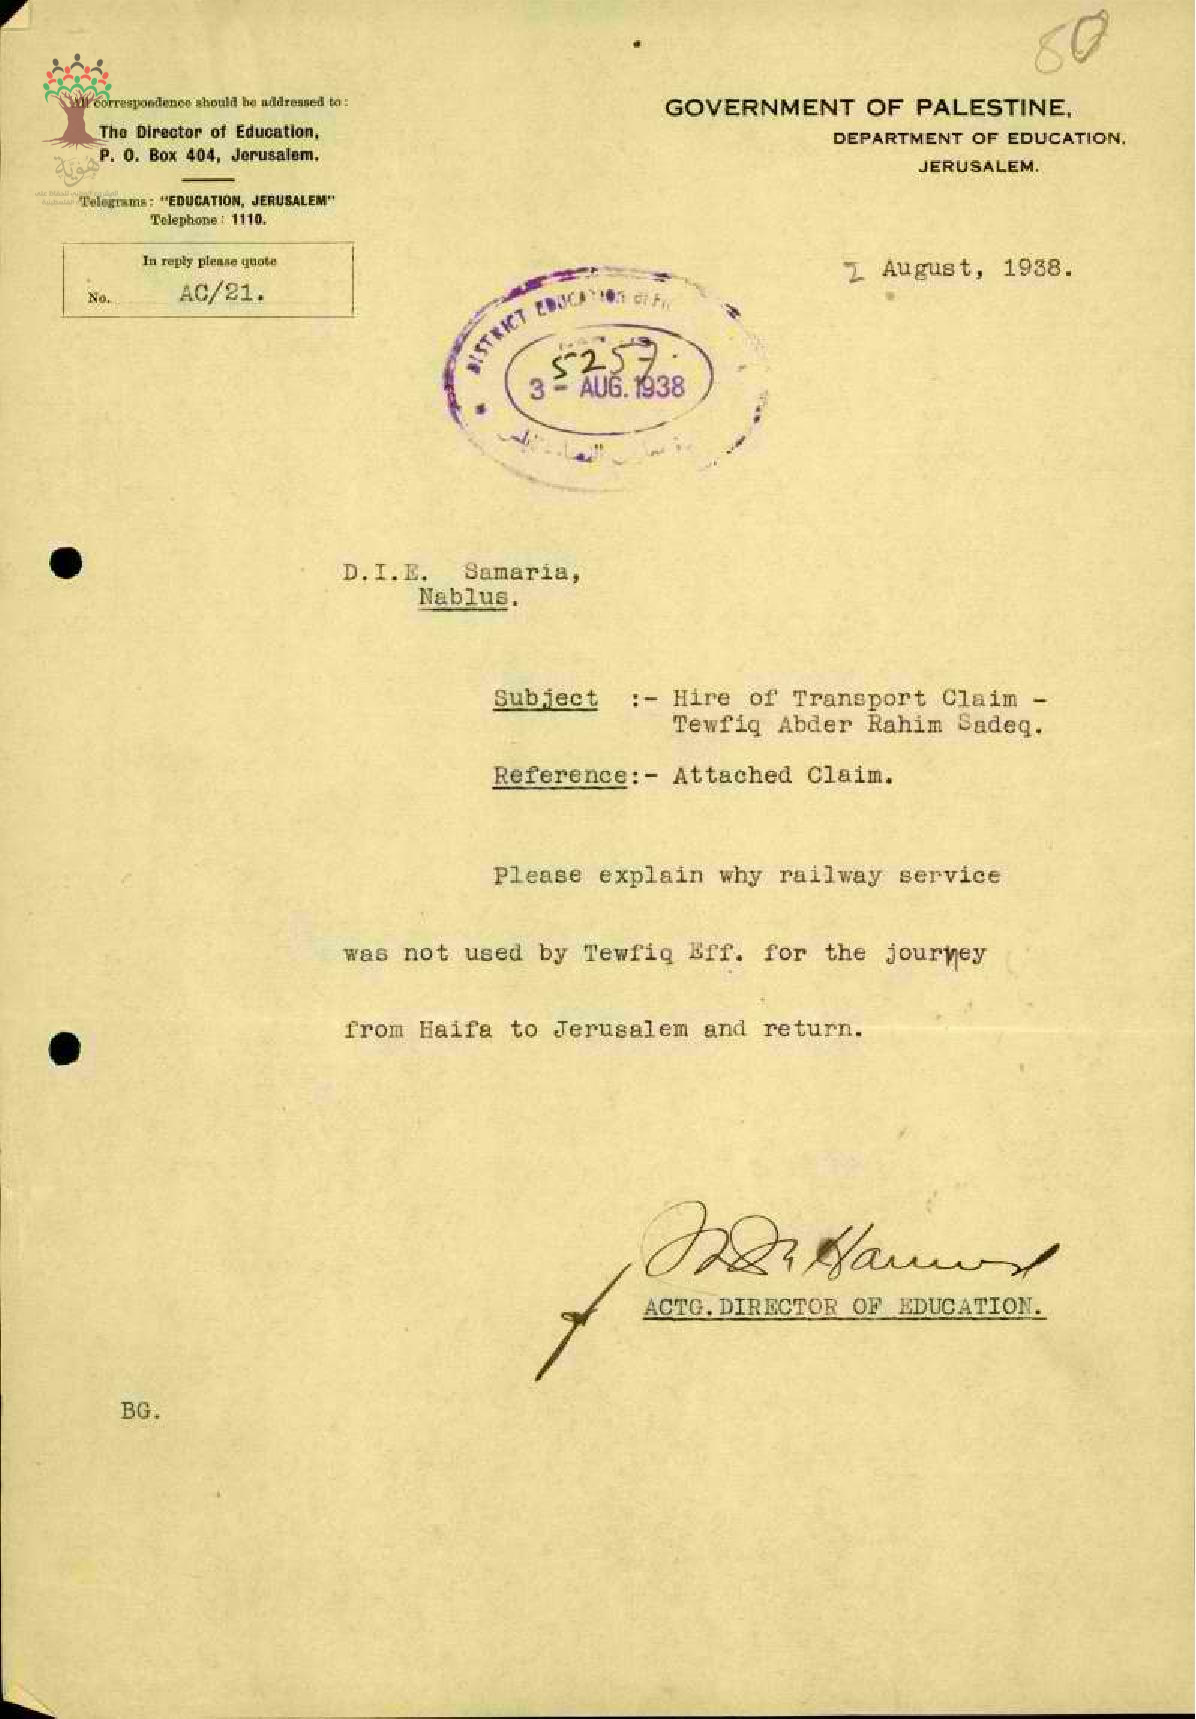 80
correspondence should be addressed to :
The Director of Education,
P. O. Box 404, Jerusalem.
Telegrams : "EDUCATION, JERUSALEM"
Telephone : 1110.
In reply please quote
No. AC/21.
GOVERNMENT OF PALESTINE,
DEPARTMENT OF EDUCATION,
JERUSALEM.
2 August, 1938.
DISTRICT EDUCATION OFFICE
5257.
3 - AUG. 1938
هوية
D.I.E. Samaria,
Nablus.
Subject :- Hire of Transport Claim -
Tewfiq Abder Rahim Sadeq.
Reference:- Attached Claim.
Please explain why railway service
was not used by Tewfiq Eff. for the journey
from Haifa to Jerusalem and return.
ACTG. DIRECTOR OF EDUCATION.
BG.